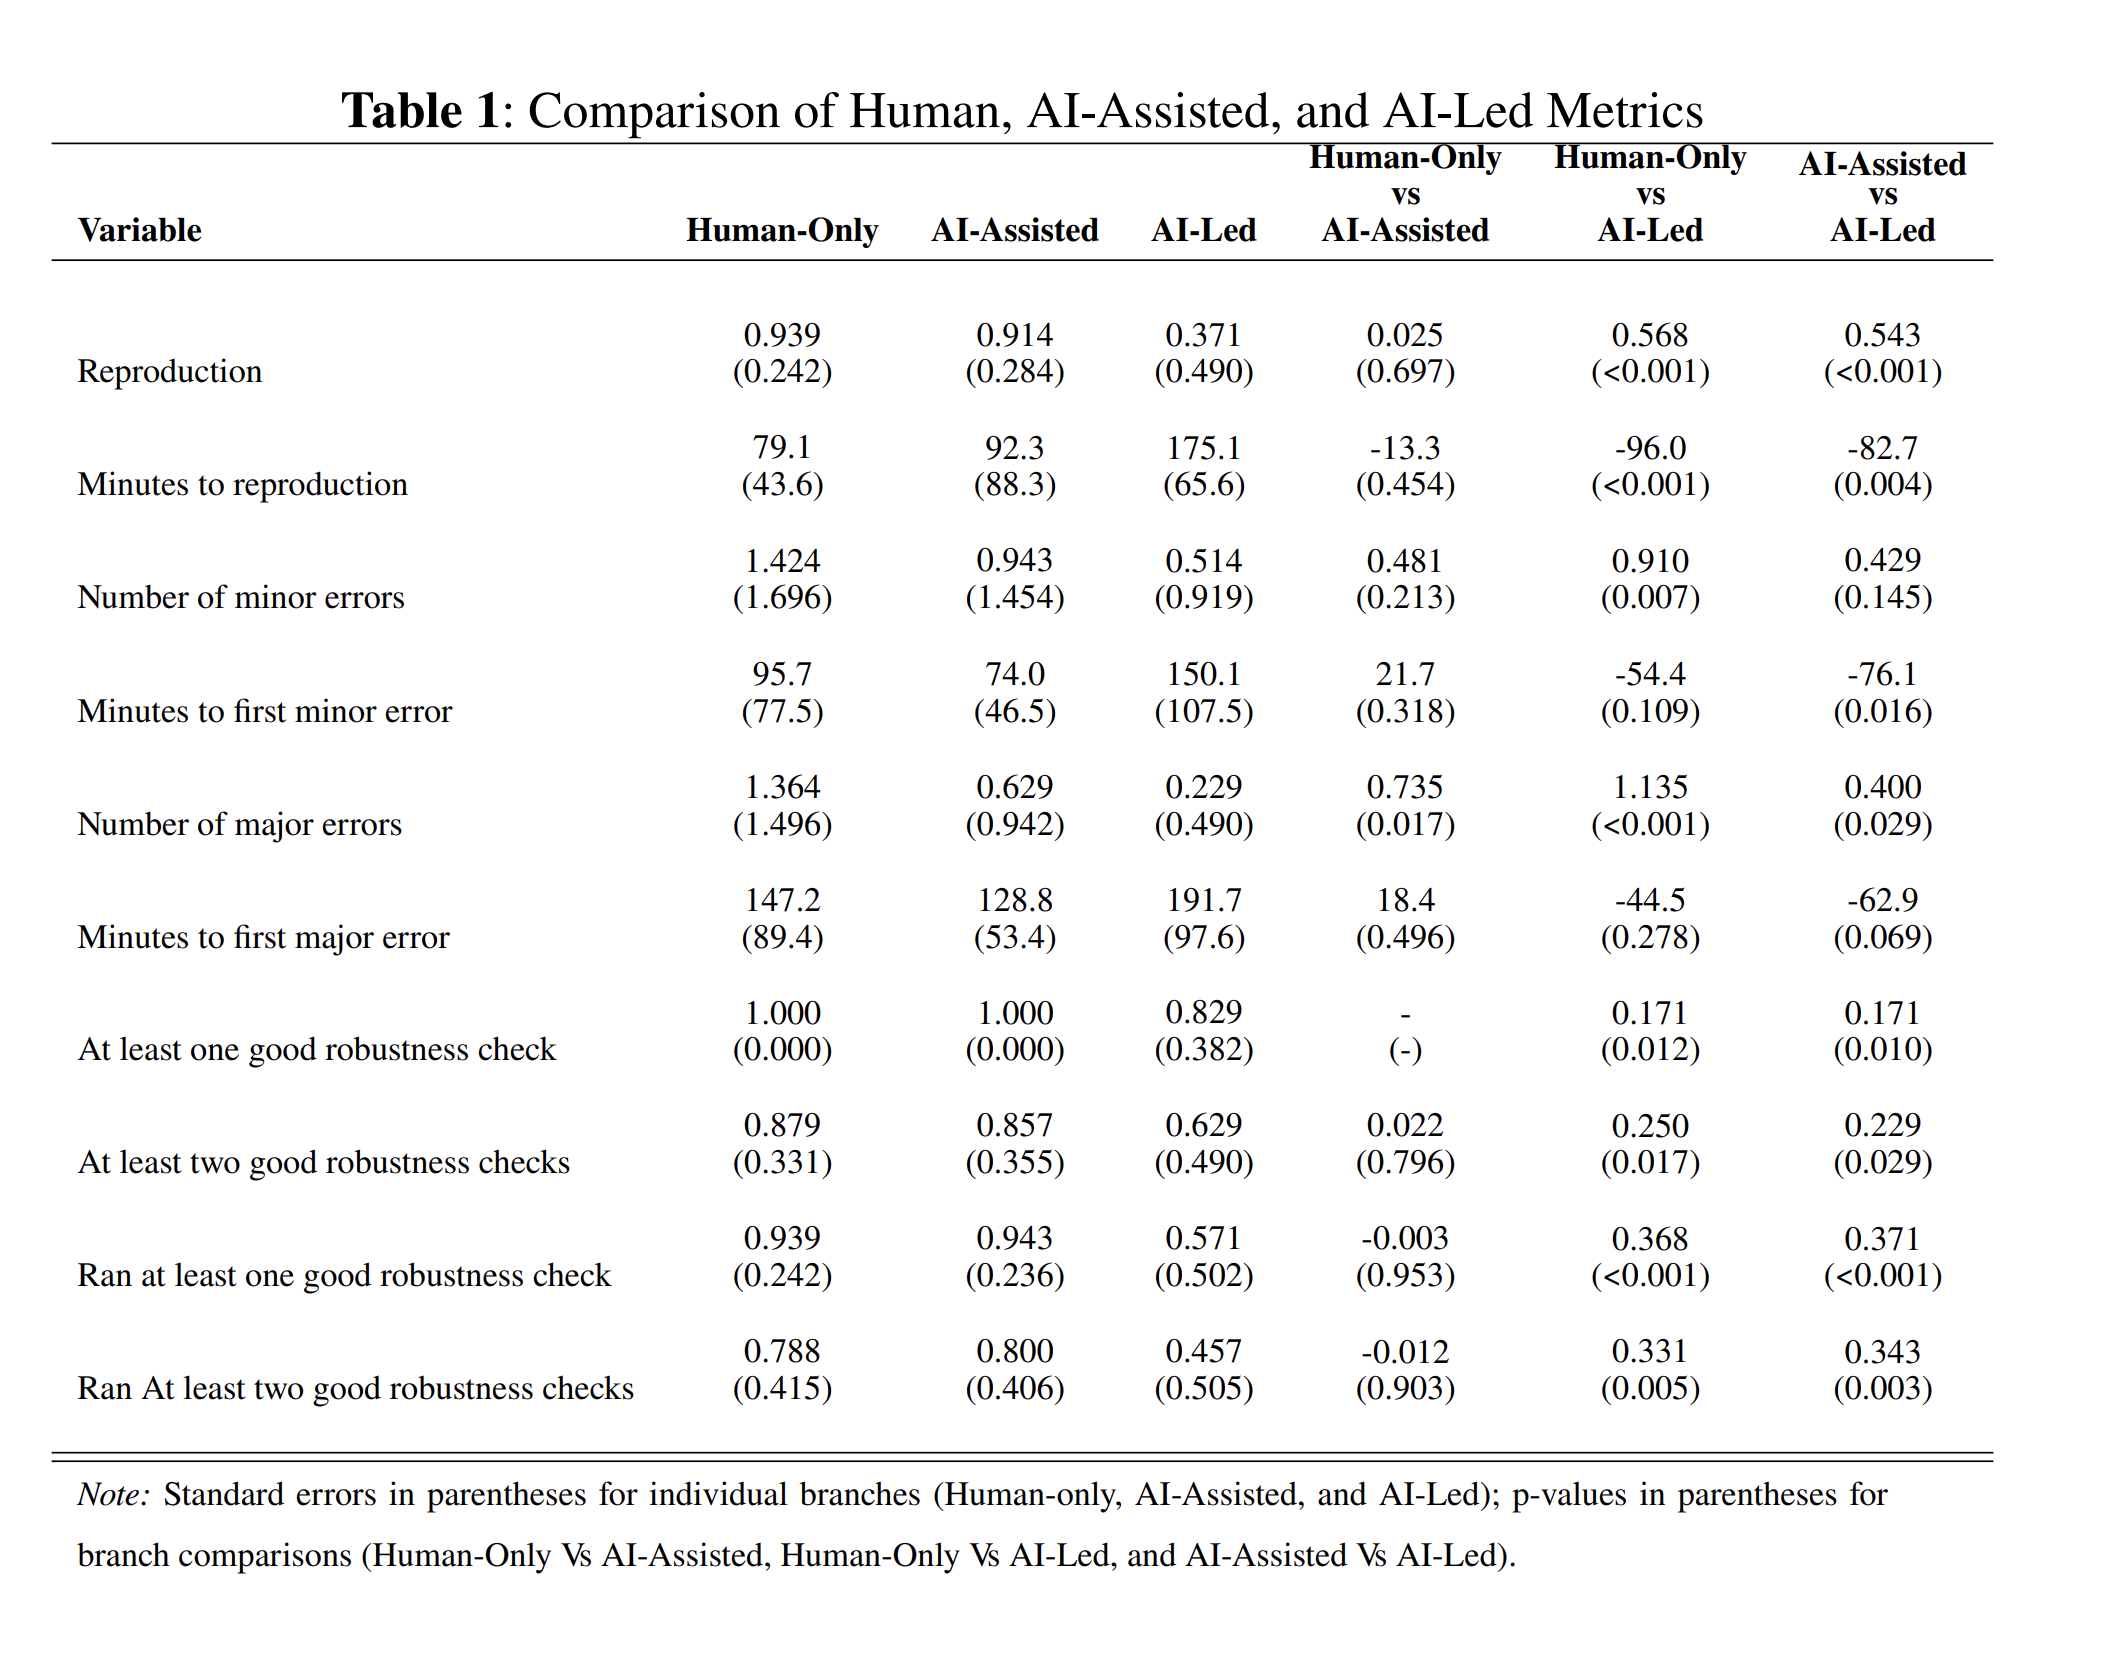 Table 1: Comparison of Human, AI-Assisted, and AI-Led Metrics
Human-Only Human-Only AI-Assisted
vs vs vs
Variable Human-Only AI-Assisted AI-Led AI-Assisted AI-Led AI-Led
0.939 0.914 0.371 0.025 0.568 0.543
Reproduction (0.242) (0.284) (0.490) (0.697) (<0.001) (<0.001)
79.1 92.3 175.1 -13.3 -96.0 -82.7
Minutes to reproduction (43.6) (88.3) (65.6) (0.454) (<0.001) (0.004)
1.424 0.943 0.514 0.481 0.910 0.429
Number of minor errors (1.696) (1.454) (0.919) (0.213) (0.007) (0.145)
95.7 74.0 150.1 21.7 -54.4 -76.1
Minutes to first minor error (77.5) (46.5) (107.5) (0.318) (0.109) (0.016)
1.364 0.629 0.229 0.735 1.135 0.400
Number of major errors (1.496) (0.942) (0.490) (0.017) (<0.001) (0.029)
147.2 128.8 191.7 18.4 -44.5 -62.9
Minutes to first major error (89.4) (53.4) (97.6) (0.496) (0.278) (0.069)
1.000 1.000 0.829 - 0.171 0.171
At least one good robustness check (0.000) (0.000) (0.382) (-) (0.012) (0.010)
0.879 0.857 0.629 0.022 0.250 0.229
At least two good robustness checks (0.331) (0.355) (0.490) (0.796) (0.017) (0.029)
0.939 0.943 0.571 -0.003 0.368 0.371
Ran at least one good robustness check (0.242) (0.236) (0.502) (0.953) (<0.001) (<0.001)
0.788 0.800 0.457 -0.012 0.331 0.343
Ran At least two good robustness checks (0.415) (0.406) (0.505) (0.903) (0.005) (0.003)
Note: Standard errors in parentheses for individual branches (Human-only, AI-Assisted, and AI-Led); p-values in parentheses for
branch comparisons (Human-Only Vs AI-Assisted, Human-Only Vs AI-Led, and AI-Assisted Vs AI-Led).